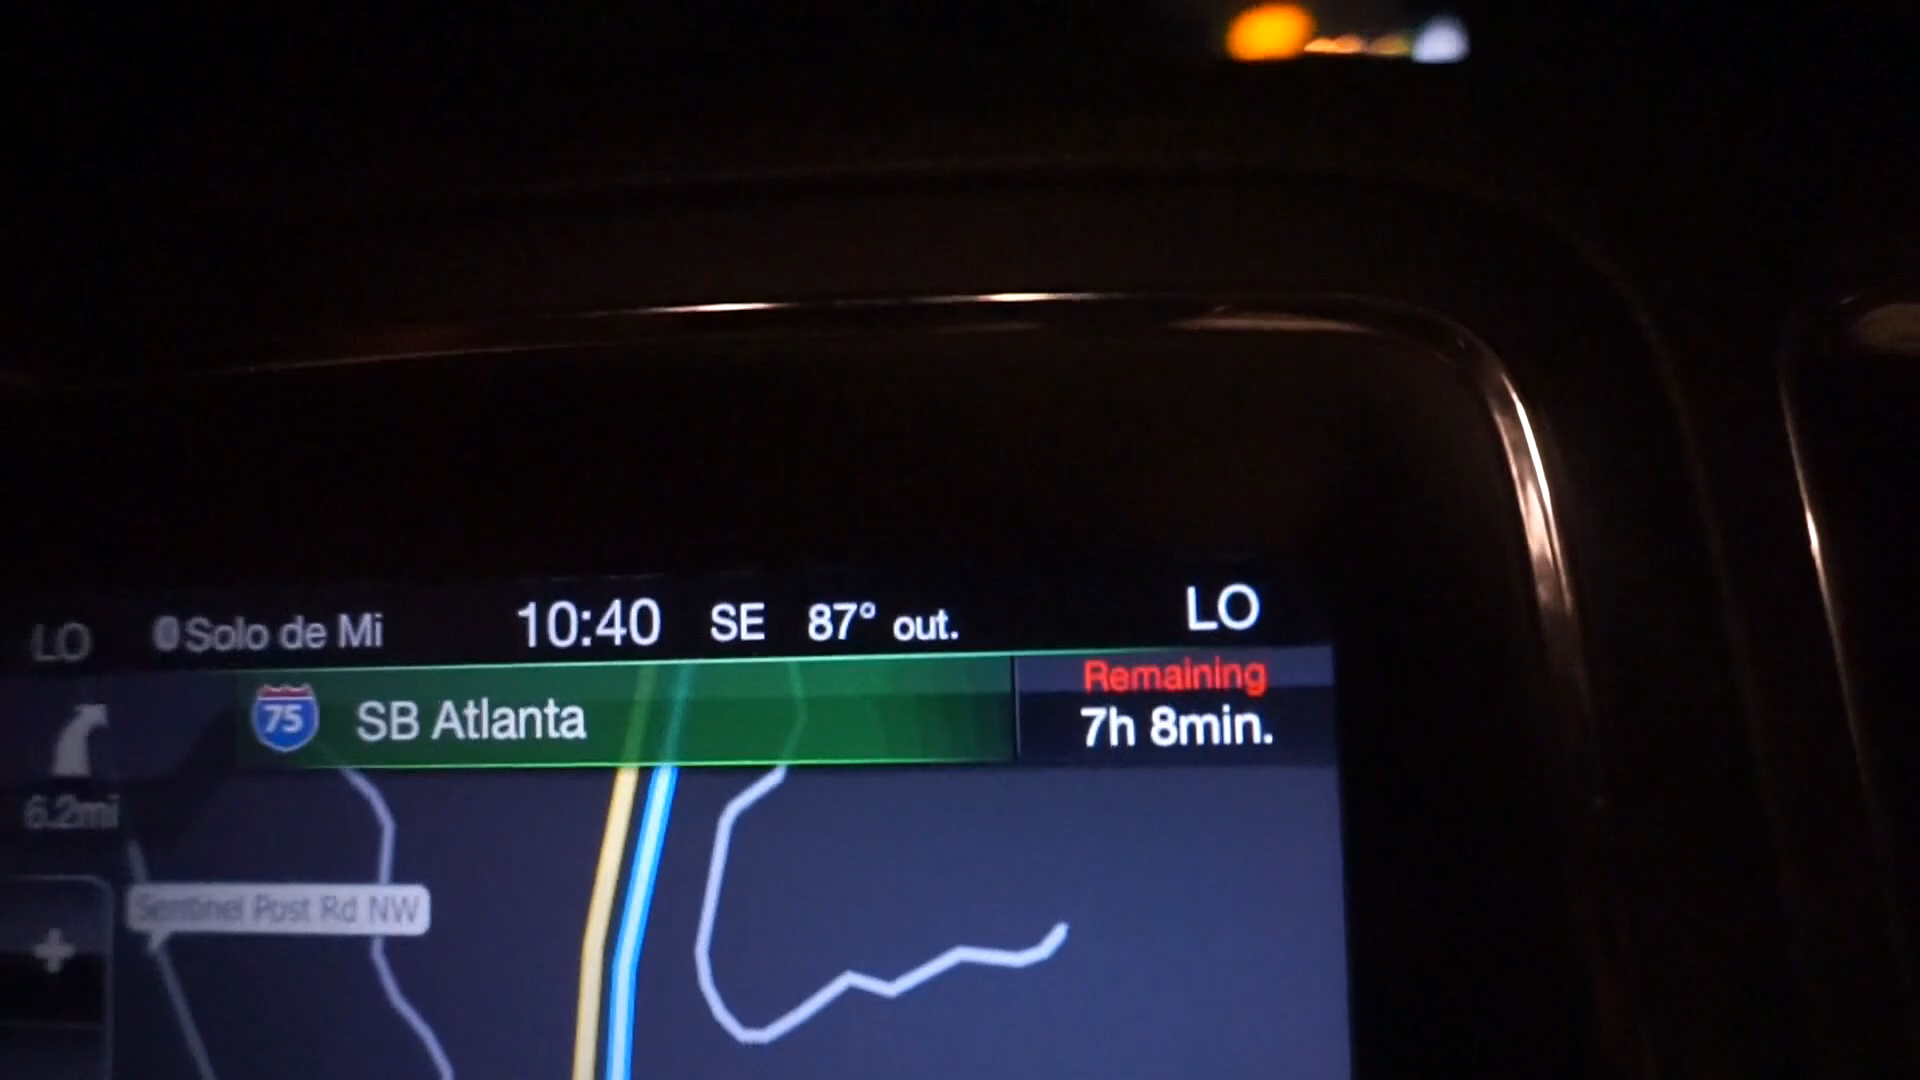 LO Solo de Mi 10:40 SE 87° out. LO
75 SB Atlanta
Remaining
7h 8min.
6.2mi
Sentinel Post Rd NW
+